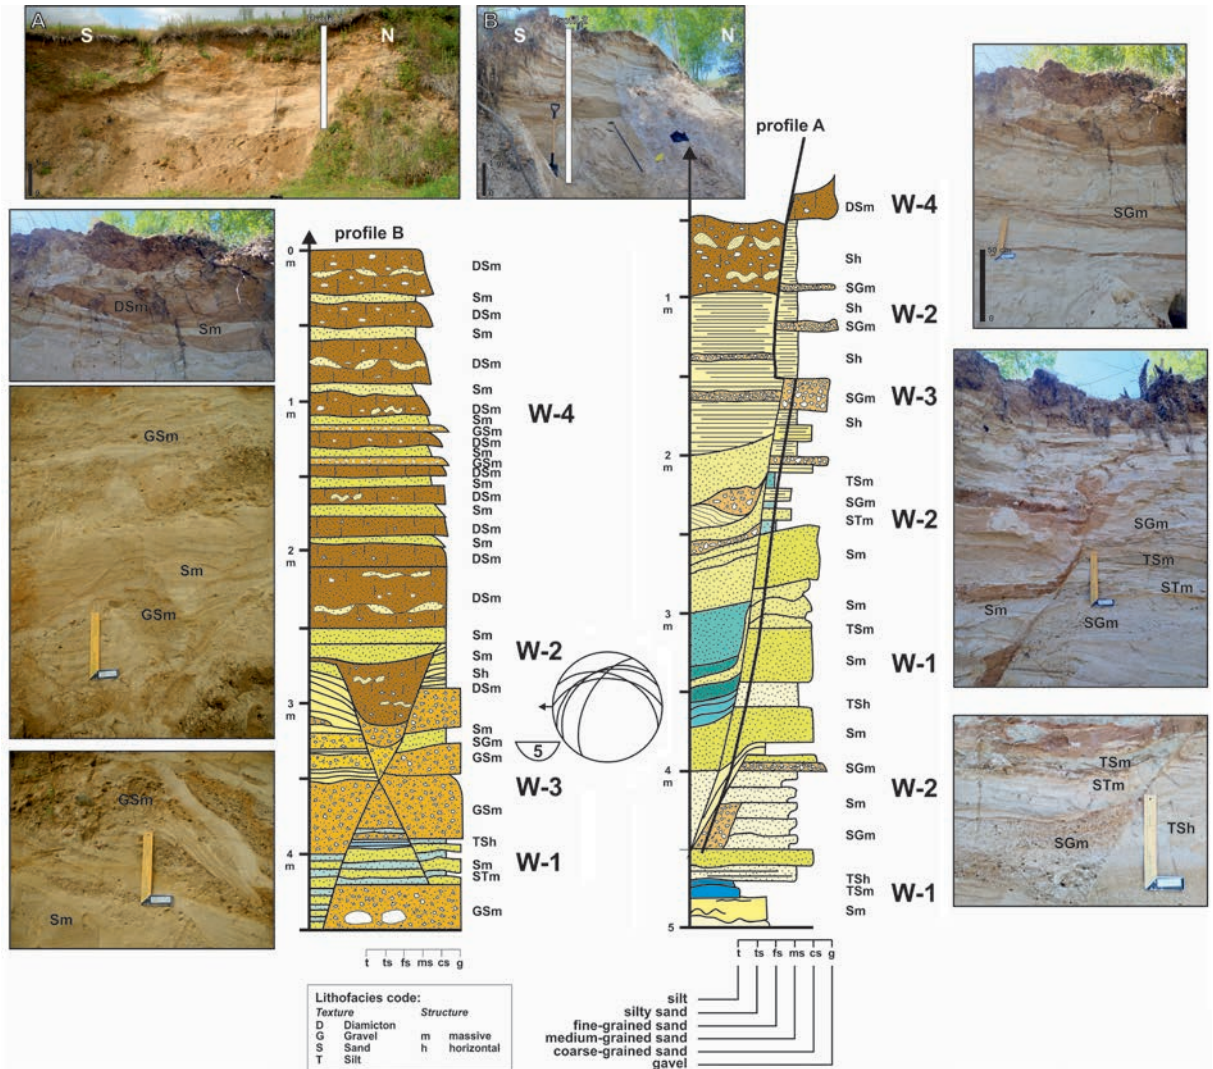 A
S
N
B
S
N
profile A
SGm
DSm
Sm
GSm
Sm
GSm
GSm
Sm
profile B
0
m
1
m
2
m
3
m
4
m
DSm
Sm
DSm
Sm
DSm
Sm
DSm
Sm
GSm
DSm
Sm
GSm
DSm
Sm
DSm
Sm
DSm
Sm
DSm
DSm
Sm
Sm
Sh
DSm
Sm
SGm
GSm
GSm
TSh
Sm
STm
GSm
W-4
W-2
W-3
W-1
5
t ts fs ms cs g
1
m
2
m
3
m
4
m
5
DSm
Sh
SGm
Sh
SGm
Sh
SGm
Sh
TSm
SGm
STm
Sm
Sm
TSm
Sm
TSh
Sm
SGm
Sm
SGm
TSh
TSm
Sm
W-4
W-2
W-3
W-2
W-1
W-2
W-1
t ts fs ms cs g
silt
silty sand
fine-grained sand
medium-grained sand
coarse-grained sand
gavel
SGm
TSm
STm
Sm
SGm
TSm
STm
TSh
SGm
Lithofacies code:
Texture Structure
D Diamicton
G Gravel m massive
S Sand h horizontal
T Silt